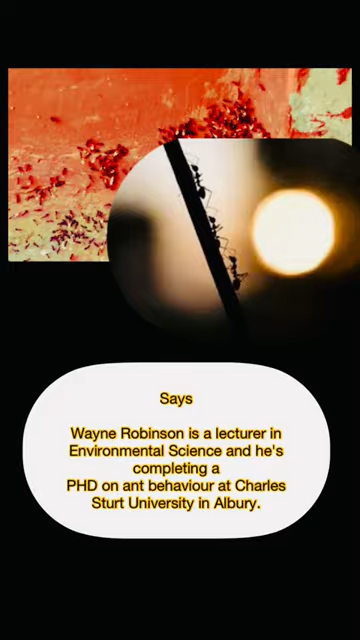 Says
Wayne Robinson is a lecturer in
Environmental Science and he's
completing a
PHD on ant behaviour at Charles
Sturt University in Albury.